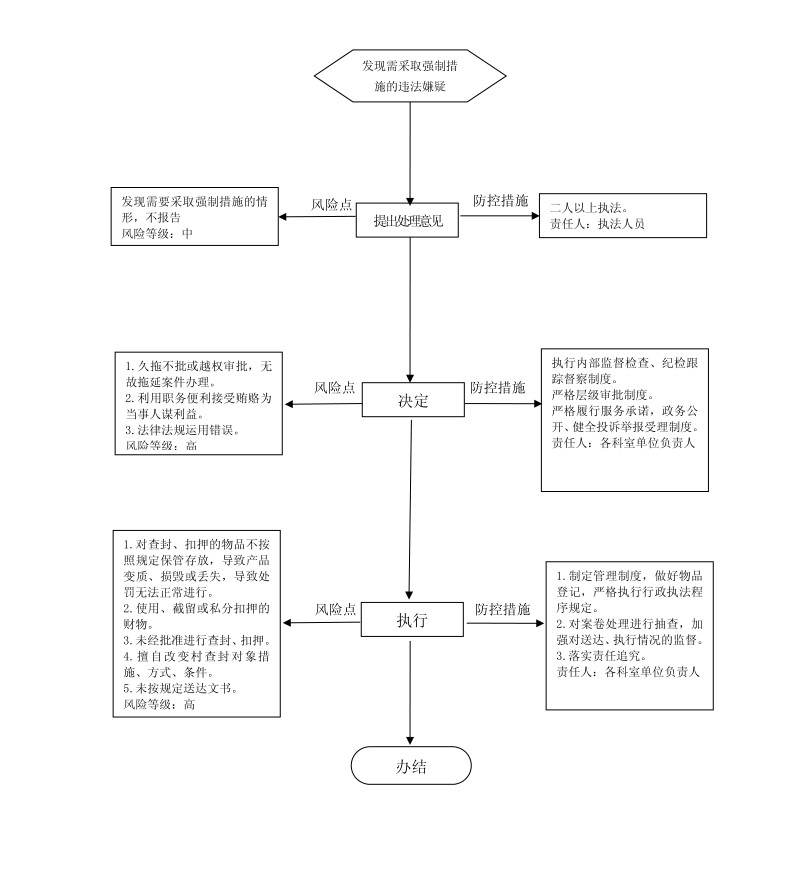 发现需采取强制措
施的违法嫌疑
发现需要采取强制措施的情
形，不报告
风险等级：中
风险点
提出处理意见
防控措施
二人以上执法。
责任人：执法人员
1.久拖不批或越权审批，无
故拖延案件办理。
2.利用职务便利接受贿赂为
当事人谋利益。
3.法律法规运用错误。
风险等级：高
风险点
决定
防控措施
执行内部监督检查、纪检跟
踪督察制度。
严格层级审批制度。
严格履行服务承诺，政务公
开、健全投诉举报受理制度。
责任人：各科室单位负责人
1.对查封、扣押的物品不按
照规定保管存放，导致产品
变质、损毁或丢失，导致处
罚无法正常进行。
2.使用、截留或私分扣押的
财物。
3.未经批准进行查封、扣押。
4.擅自改变村查封对象措
施、方式、条件。
5.未按规定送达文书。
风险等级：高
风险点
执行
防控措施
1.制定管理制度，做好物品
登记，严格执行行政执法程
序规定。
2.对案卷处理进行抽查，加
强对送达、执行情况的监督。
3.落实责任追究。
责任人：各科室单位负责人
办结